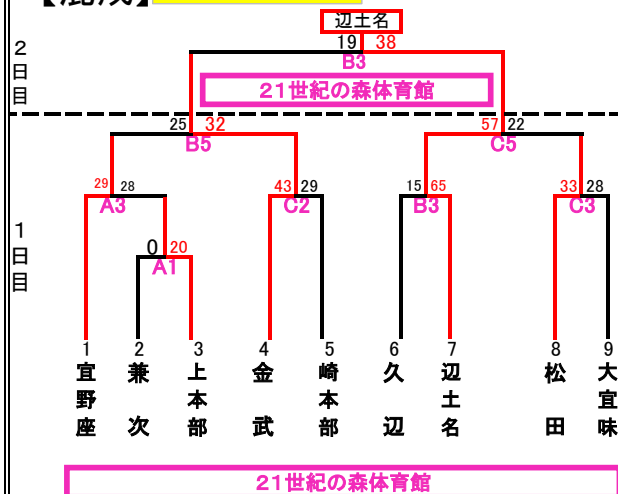 辺土名
19 38
B3
2日目
21世紀の森体育館
25 32
B5
57 22
C5
29 28
A3
43 29
C2
15 65
B3
33 28
C3
1日目
0 20
A1
1 2 3 4 5 6 7 8 9
宜野座
兼次
上本部
金武
崎本部
久辺
辺土名
松田
大宜味
21世紀の森体育館